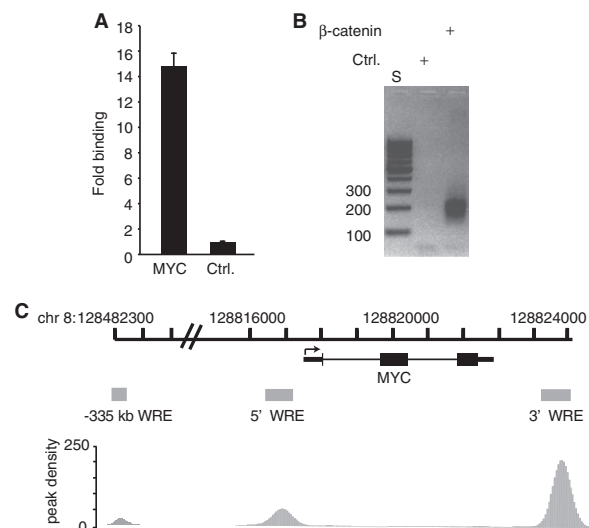 A
18
16
14
12
10
8
6
4
2
0
Fold binding
MYC Ctrl.
B
β-catenin +
Ctrl. +
S
300
200
100
C
chr 8:128482300 128816000 128820000 128824000
MYC
-335 kb WRE 5' WRE 3' WRE
peak density
250
0